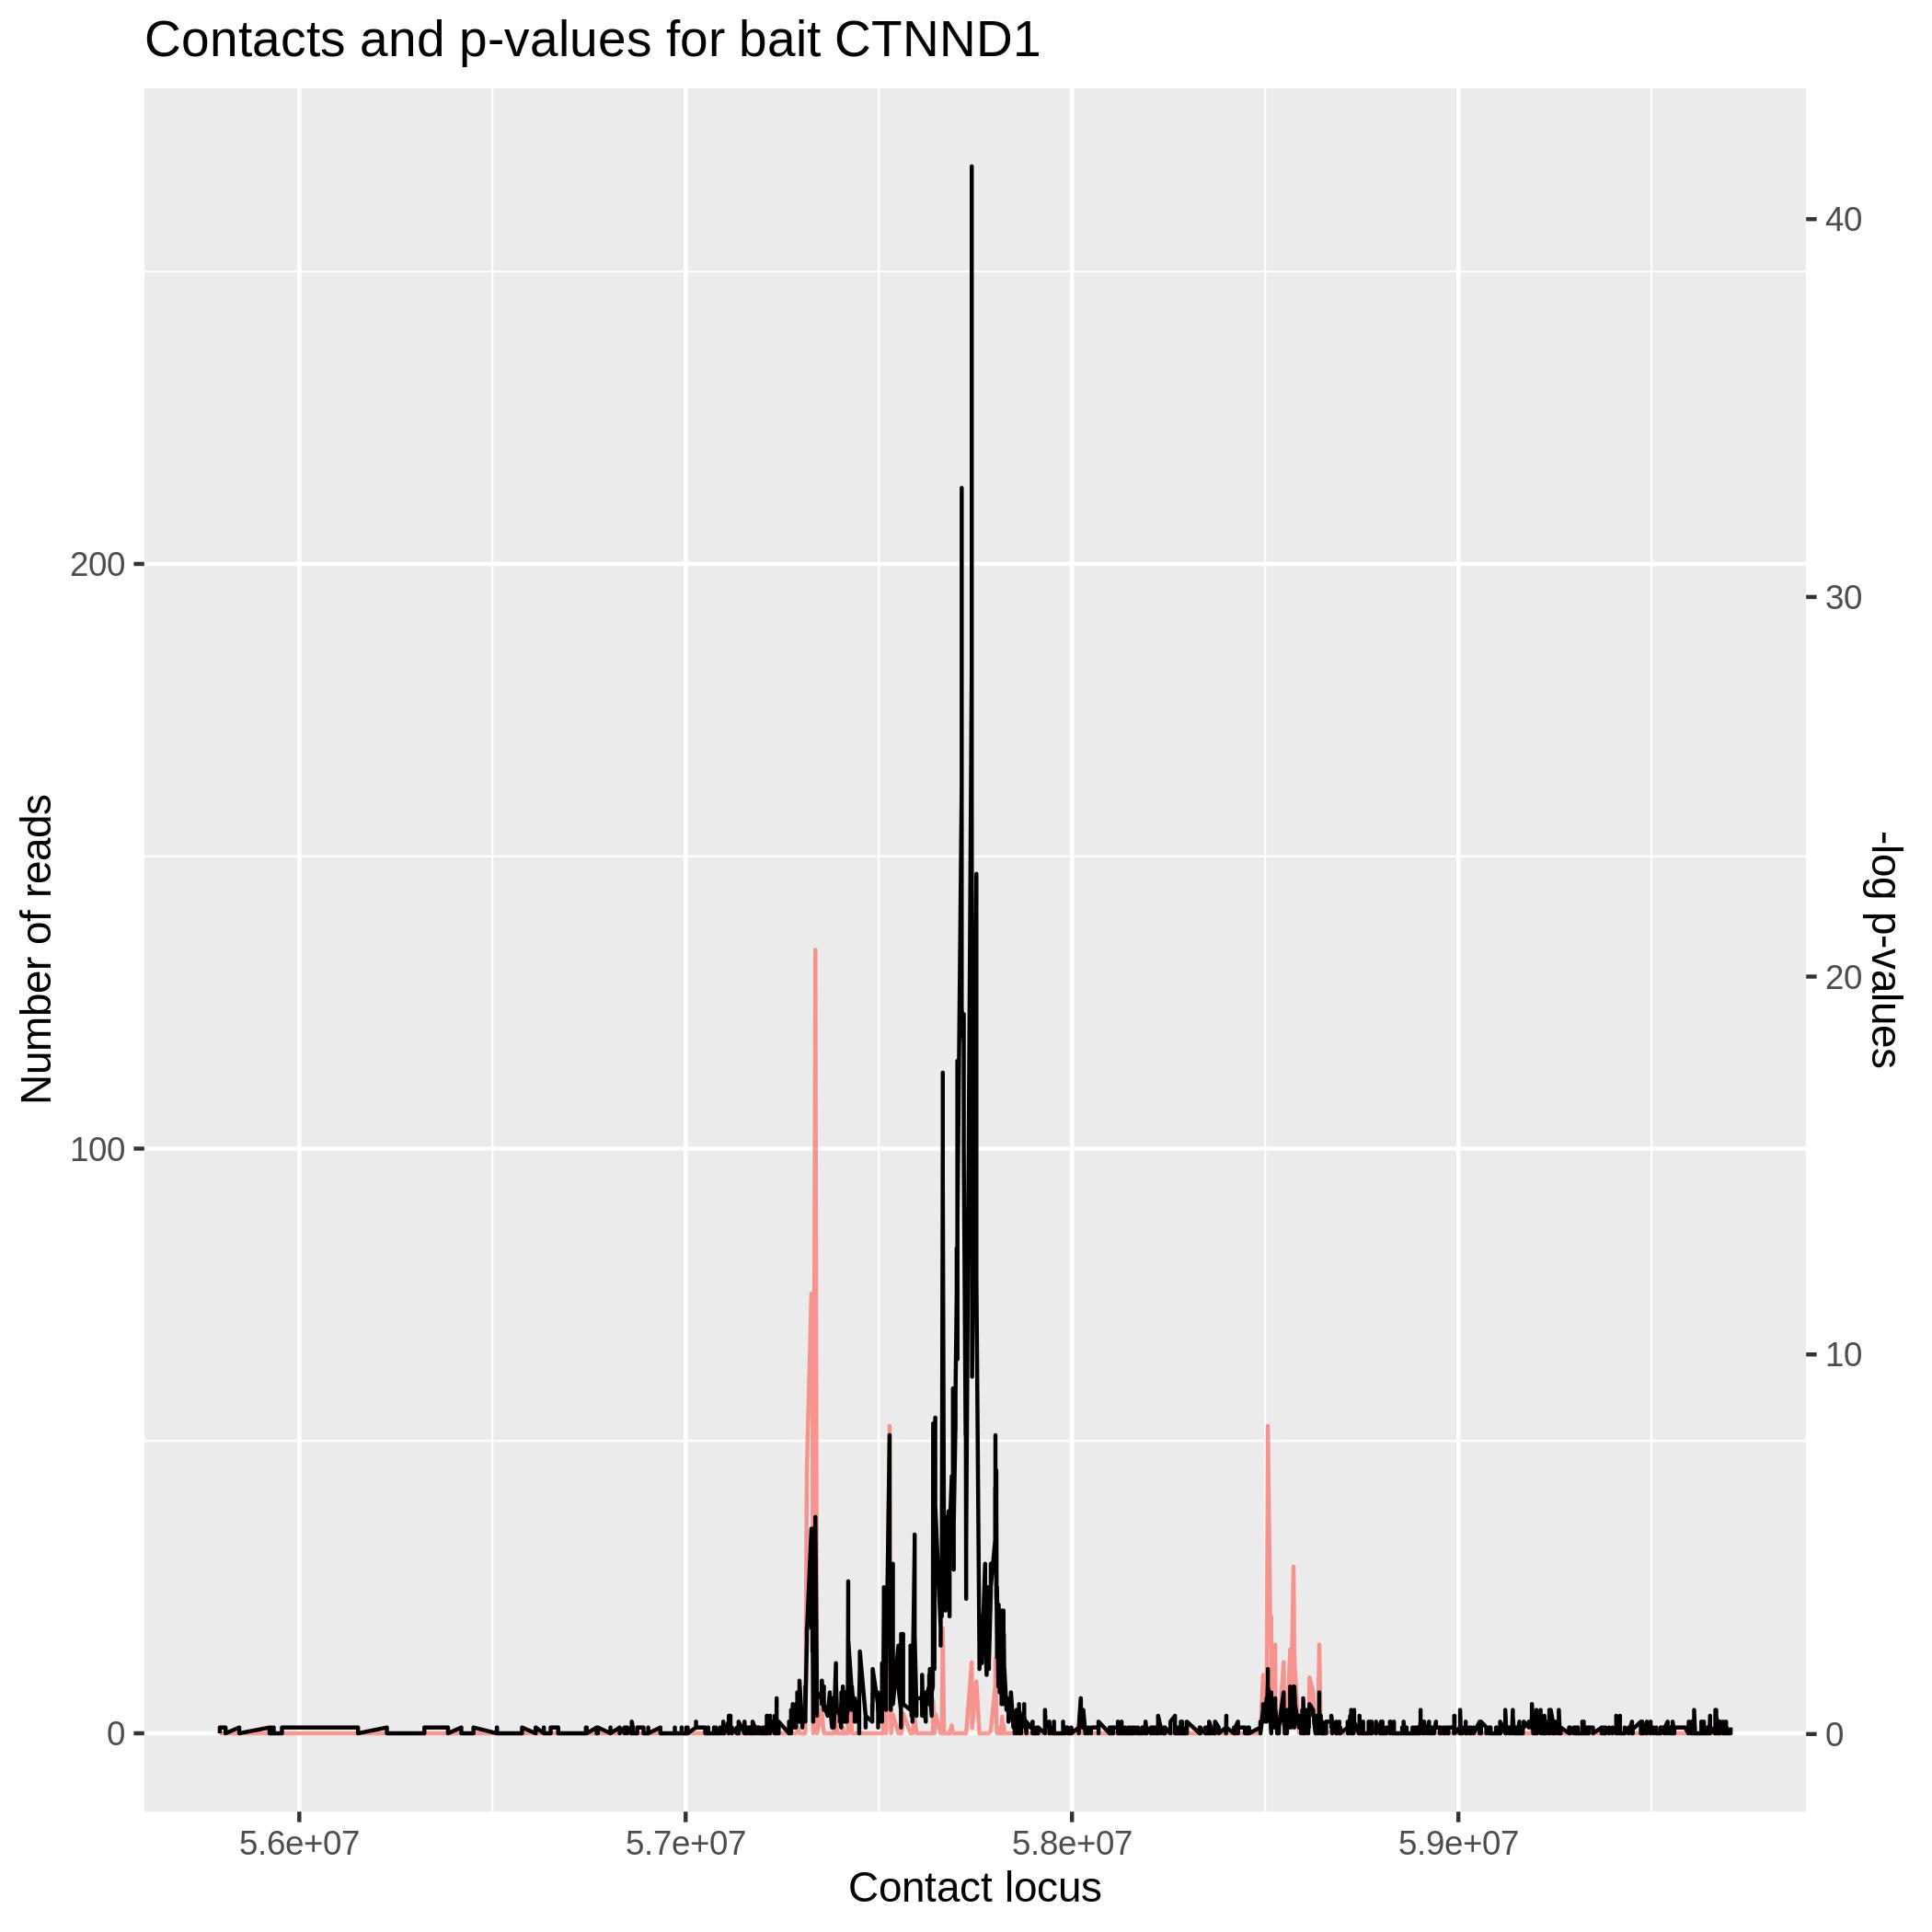 Contacts and p-values for bait CTNND1
Number of reads
200
100
0
40
30
20
10
0
-log p-values
5.6e+07 5.7e+07 5.8e+07 5.9e+07
Contact locus